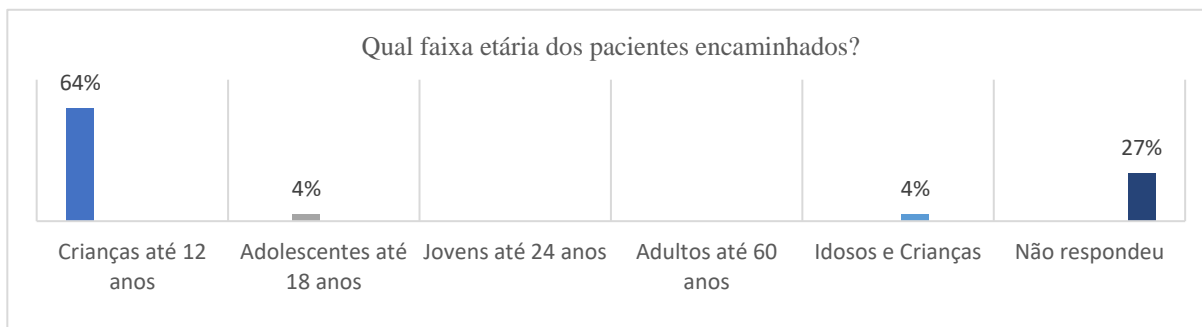 Qual faixa etária dos pacientes encaminhados?
64%
4%
4%
27%
Crianças até 12
anos
Adolescentes até
18 anos
Jovens até 24 anos
Adultos até 60
anos
Idosos e Crianças
Não respondeu